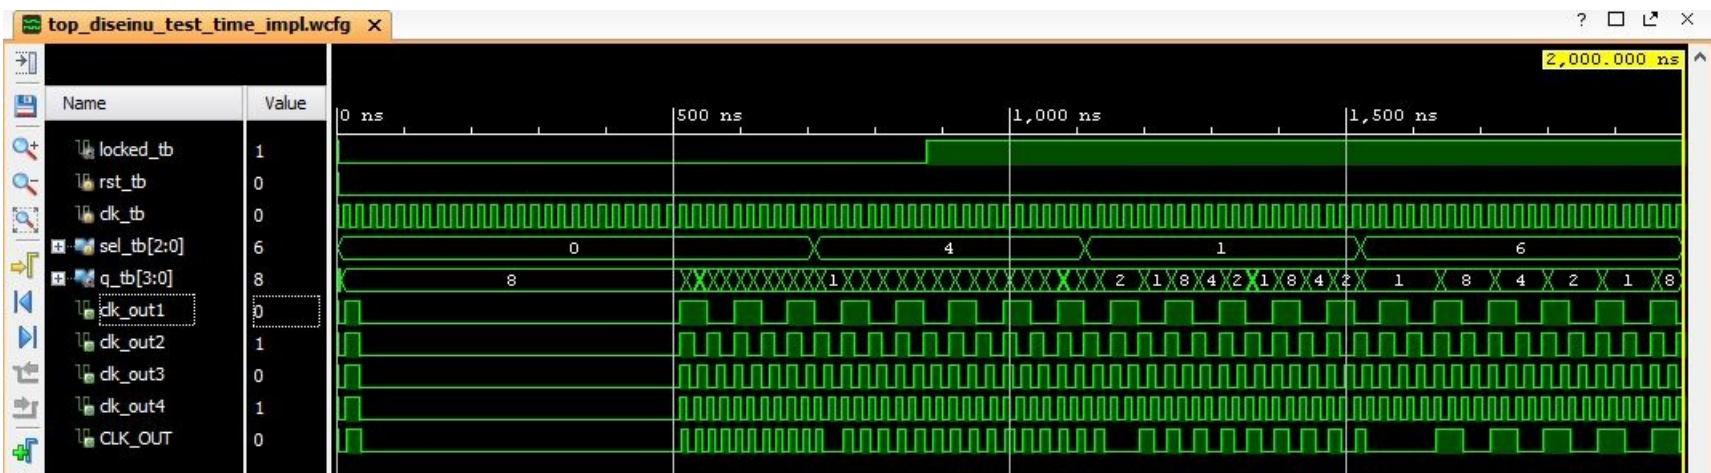 top_diseinu_test_time_impl.wcfg
2,000.000 ns
Name Value
0 ns 500 ns 1,000 ns 1,500 ns
locked_tb 1
rst_tb 0
clk_tb 0
sel_tb[2:0] 6 0 4 1 6
q_tb[3:0] 8 8 1 2 1 8 4 2 1 8 4 2 1 8 4 2 1 8
clk_out1 0
clk_out2 1
clk_out3 0
clk_out4 1
CLK_OUT 0